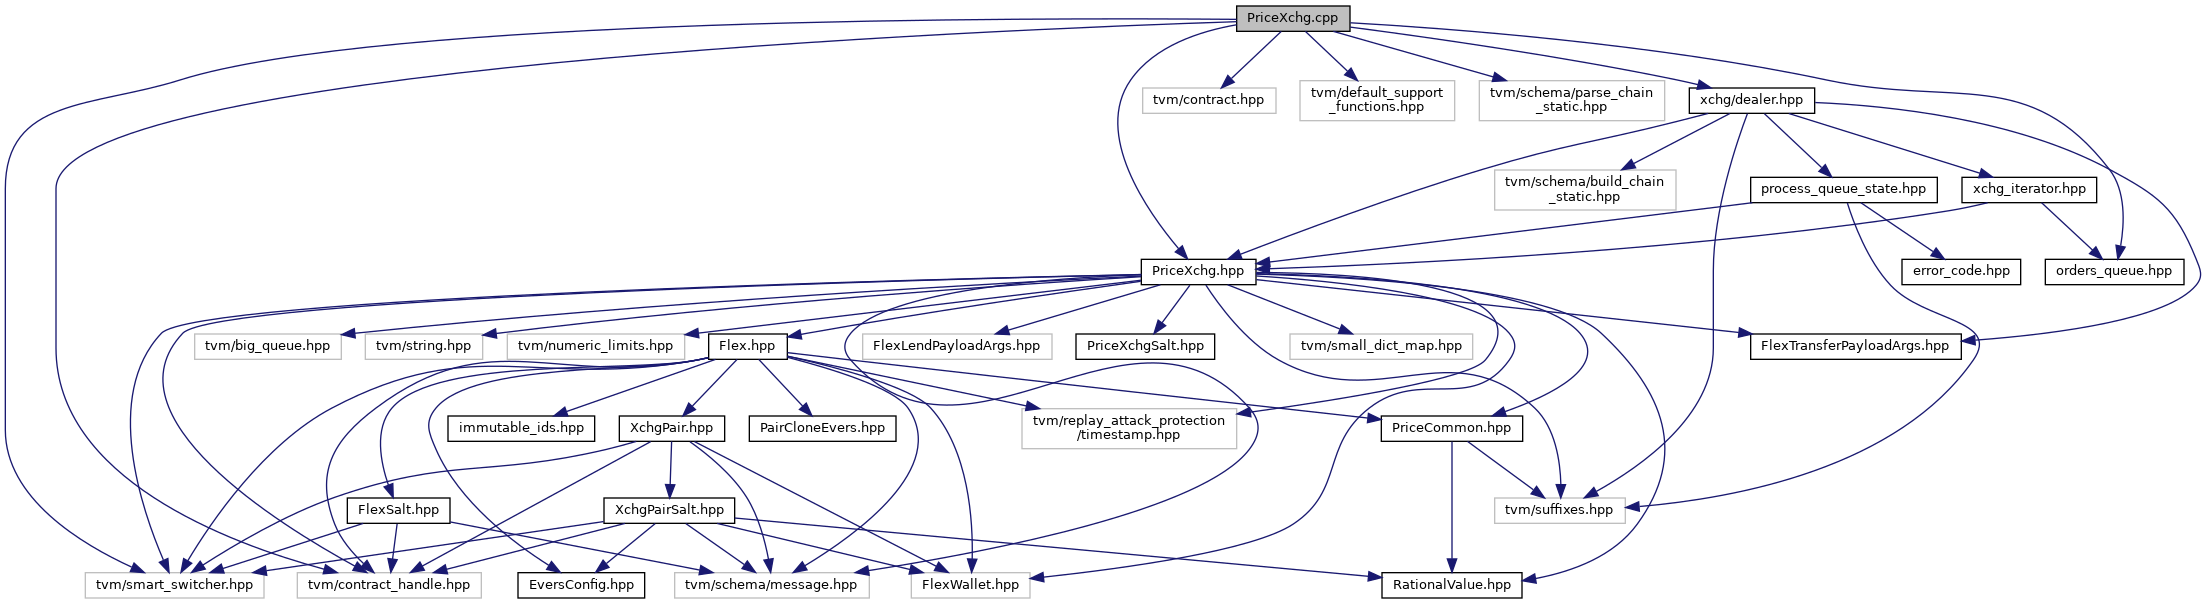 PriceXchg.cpp
tvm/contract.hpp
tvm/default_support
_functions.hpp
tvm/schema/parse_chain
_static.hpp
xchg/dealer.hpp
tvm/schema/build_chain
_static.hpp
process_queue_state.hpp
xchg_iterator.hpp
PriceXchg.hpp
error_code.hpp
orders_queue.hpp
tvm/big_queue.hpp
tvm/string.hpp
tvm/numeric_limits.hpp
Flex.hpp
FlexLendPayloadArgs.hpp
PriceXchgSalt.hpp
tvm/small_dict_map.hpp
FlexTransferPayloadArgs.hpp
immutable_ids.hpp
XchgPair.hpp
PairCloneEvers.hpp
tvm/replay_attack_protection
/timestamp.hpp
PriceCommon.hpp
FlexSalt.hpp
XchgPairSalt.hpp
tvm/suffixes.hpp
tvm/smart_switcher.hpp
tvm/contract_handle.hpp
EversConfig.hpp
tvm/schema/message.hpp
FlexWallet.hpp
RationalValue.hpp